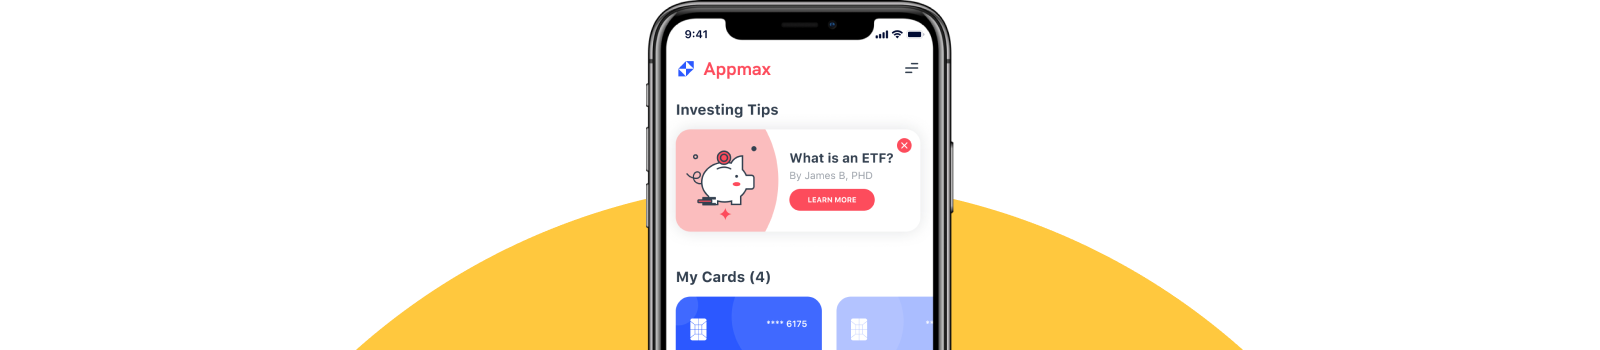 9:41
Appmax
Investing Tips
What is an ETF?
By James B, PHD
LEARN MORE
My Cards (4)
**** 6175